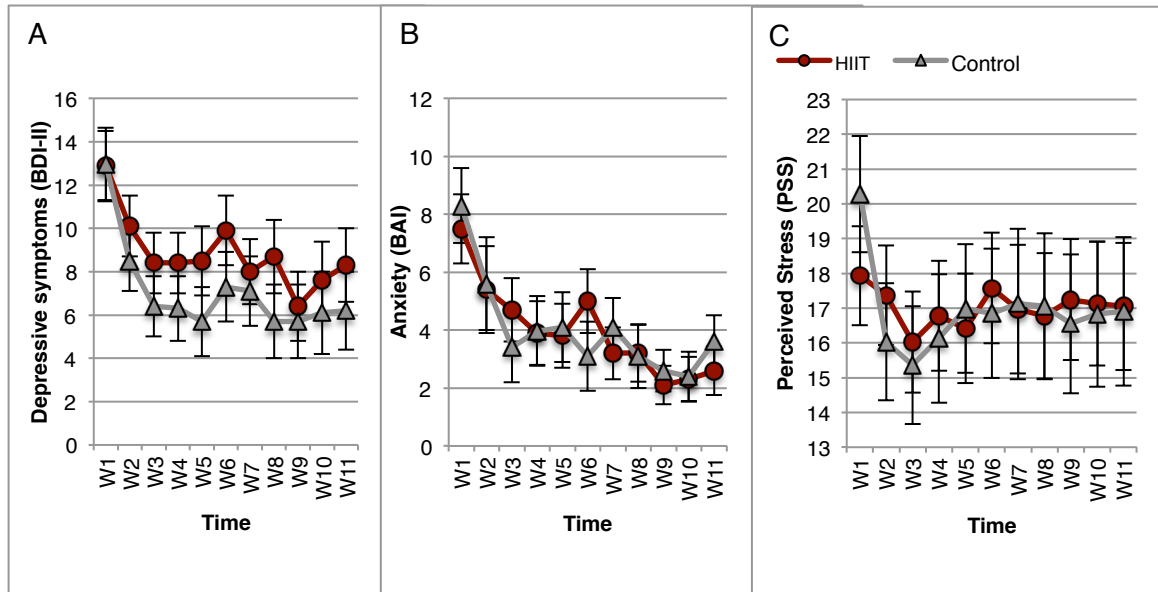 A
Depressive symptoms (BDI-II)
16
14
12
10
8
6
4
2
0
W1
W2
W3
W4
W5
W6
W7
W8
W9
W10
W11
Time
B
Anxiety (BAI)
12
10
8
6
4
2
0
W1
W2
W3
W4
W5
W6
W7
W8
W9
W10
W11
Time
C
HIIT
Control
Perceived Stress (PSS)
23
22
21
20
19
18
17
16
15
14
13
W1
W2
W3
W4
W5
W6
W7
W8
W9
W10
W11
Time